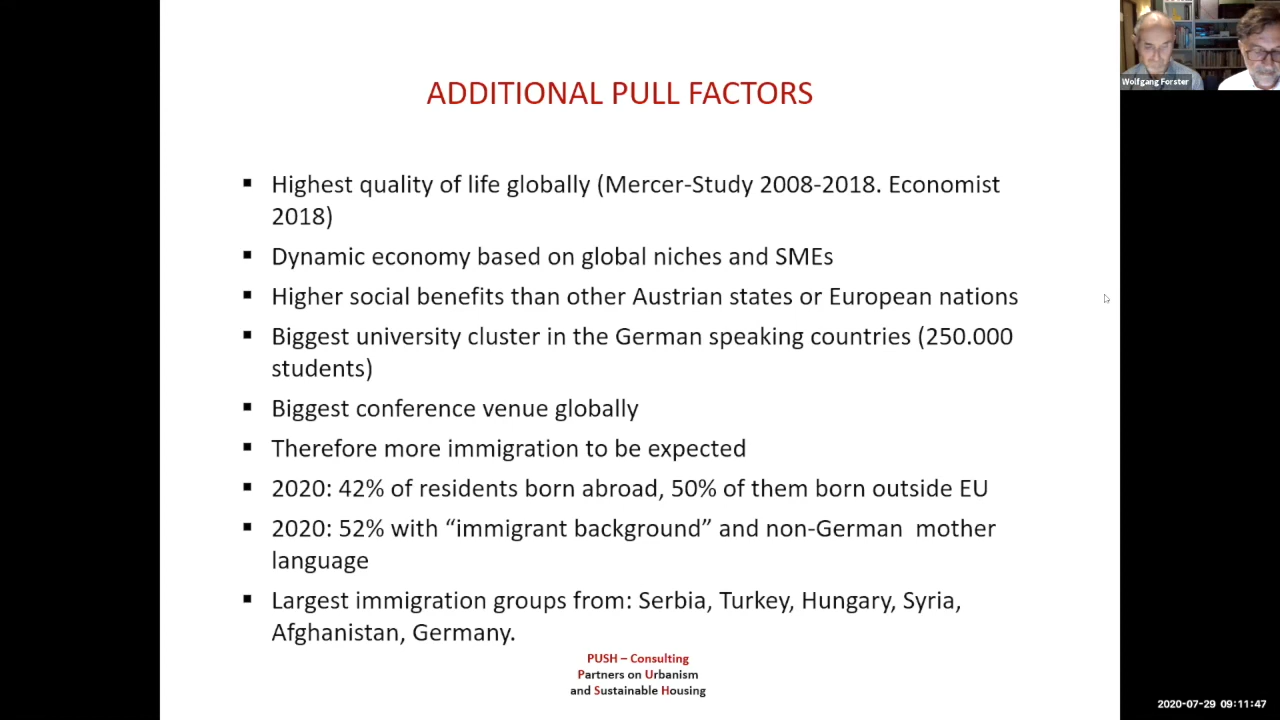 ADDITIONAL PULL FACTORS
▪ Highest quality of life globally (Mercer-Study 2008-2018. Economist
2018)
▪ Dynamic economy based on global niches and SMEs
▪ Higher social benefits than other Austrian states or European nations
▪ Biggest university cluster in the German speaking countries (250.000
students)
▪ Biggest conference venue globally
▪ Therefore more immigration to be expected
▪ 2020: 42% of residents born abroad, 50% of them born outside EU
▪ 2020: 52% with “immigrant background” and non-German  mother
language
▪ Largest immigration groups from: Serbia, Turkey, Hungary, Syria,
Afghanistan, Germany.
PUSH – Consulting
Partners on Urbanism
and Sustainable Housing
Wolfgang Forster
2020-07-29 09:11:47